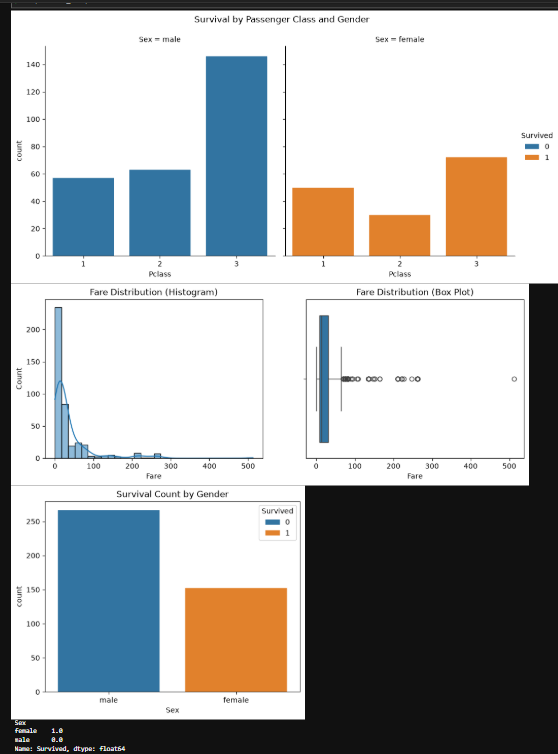 Survival by Passenger Class and Gender
Sex = male
Sex = female
140
120
100
80
60
40
20
0
count
1 2 3
Pclass
1 2 3
Pclass
Survived
0
1
Fare Distribution (Histogram)
200
150
100
50
0
Count
0 100 200 300 400 500
Fare
Fare Distribution (Box Plot)
0 100 200 300 400 500
Fare
Survival Count by Gender
250
200
150
100
50
0
count
Survived
0
1
male female
Sex
Sex
female 1.0
male 0.0
Name: Survived, dtype: float64